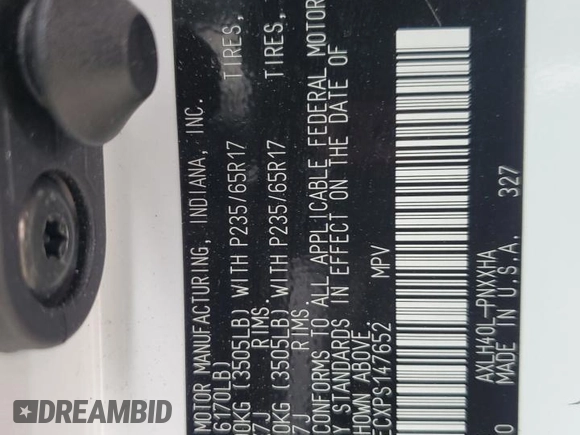 MOTOR MANUFACTURING, INDIANA, INC.
6170LB)
0KG (3505LB) WITH P235/65R17 TIRES,
7J RIMS.
0KG (3505LB) WITH P235/65R17 TIRES,
7J RIMS.
CONFORMS TO ALL APPLICABLE FEDERAL MOTOR
Y STANDARDS IN EFFECT ON THE DATE OF
SHOWN ABOVE.
ECXPS147652 MPV
AXLH40L-PNXXHA
0 MADE IN U.S.A. 327
DREAMBID